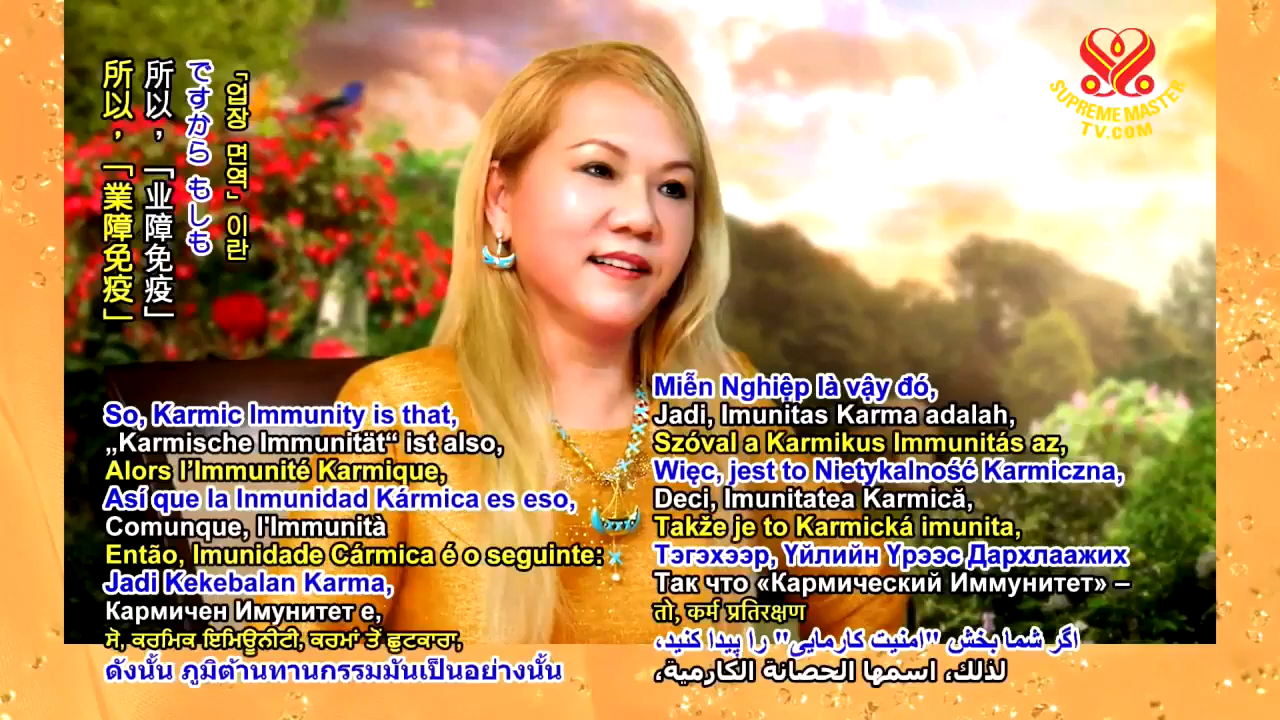 「업장 면역」이란
ですから もしも
所以，「业障免疫」
所以，「業障免疫」
SUPREME MASTER
TV.COM
So, Karmic Immunity is that,
„Karmische Immunität“ ist also,
Alors l’Immunité Karmique,
Así que la Inmunidad Kármica es eso,
Comunque, l'Immunità
Então, Imunidade Cármica é o seguinte:
Jadi Kekebalan Karma,
Кармичен Имунитет е,
ਸੋ, ਕਰਮਿਕ ਇਮਿਊਨੀਟੀ, ਕਰਮਾਂ ਤੋਂ ਛੁਟਕਾਰਾ,
ดังนั้น ภูมิต้านทานกรรมมันเป็นอย่างนั้น
Miễn Nghiệp là vậy đó,
Jadi, Imunitas Karma adalah,
Szóval a Karmikus Immunitás az,
Więc, jest to Nietykalność Karmiczna,
Deci, Imunitatea Karmică,
Takže je to Karmická imunita,
Тэгэхээр, Үйлийн Үрээс Дархлаажих
Так что «Кармический Иммунитет» –
तो, कर्म प्रतिरक्षण
اگر شما بخش "امنیت کارمایی" را پیدا کنید،
لذلك، اسمها الحصانة الكارمية،